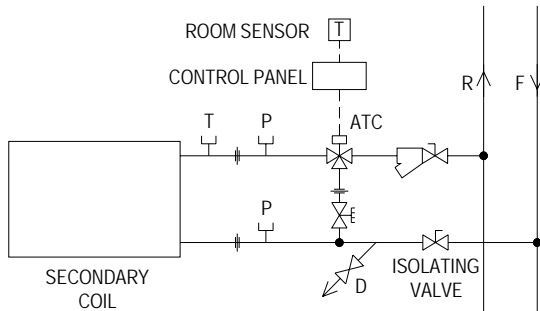 ROOM SENSOR T
CONTROL PANEL
R F
T P ATC
P
D
ISOLATING
VALVE
SECONDARY
COIL